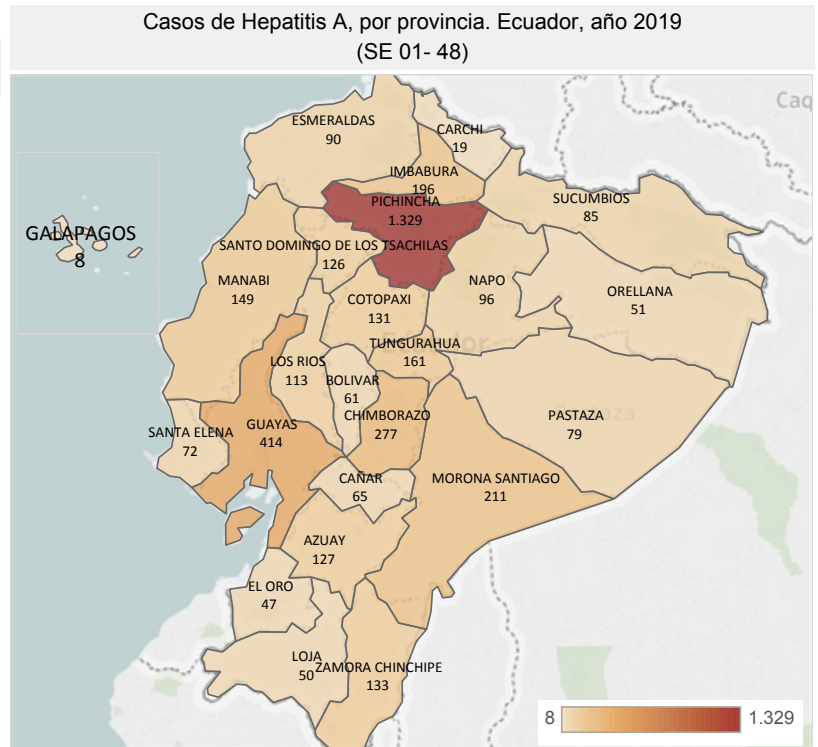 Casos de Hepatitis A, por provincia. Ecuador, año 2019
(SE 01- 48)
Caq
ESMERALDAS
90
CARCHI
19
IMBABURA
196
PICHINCHA
1.329
SUCUMBIOS
85
GALAPAGOS
8
SANTO DOMINGO DE LOS TSACHILAS
126
MANABI
149
NAPO
96
ORELLANA
51
COTOPAXI
131
Ecuador
TUNGURAHUA
161
LOS RIOS
113
BOLIVAR
61
CHIMBORAZO
277
PASTAZA
79
SANTA ELENA
72
GUAYAS
414
CAÑAR
65
MORONA SANTIAGO
211
AZUAY
127
EL ORO
47
LOJA
50
ZAMORA CHINCHIPE
133
8
1.329